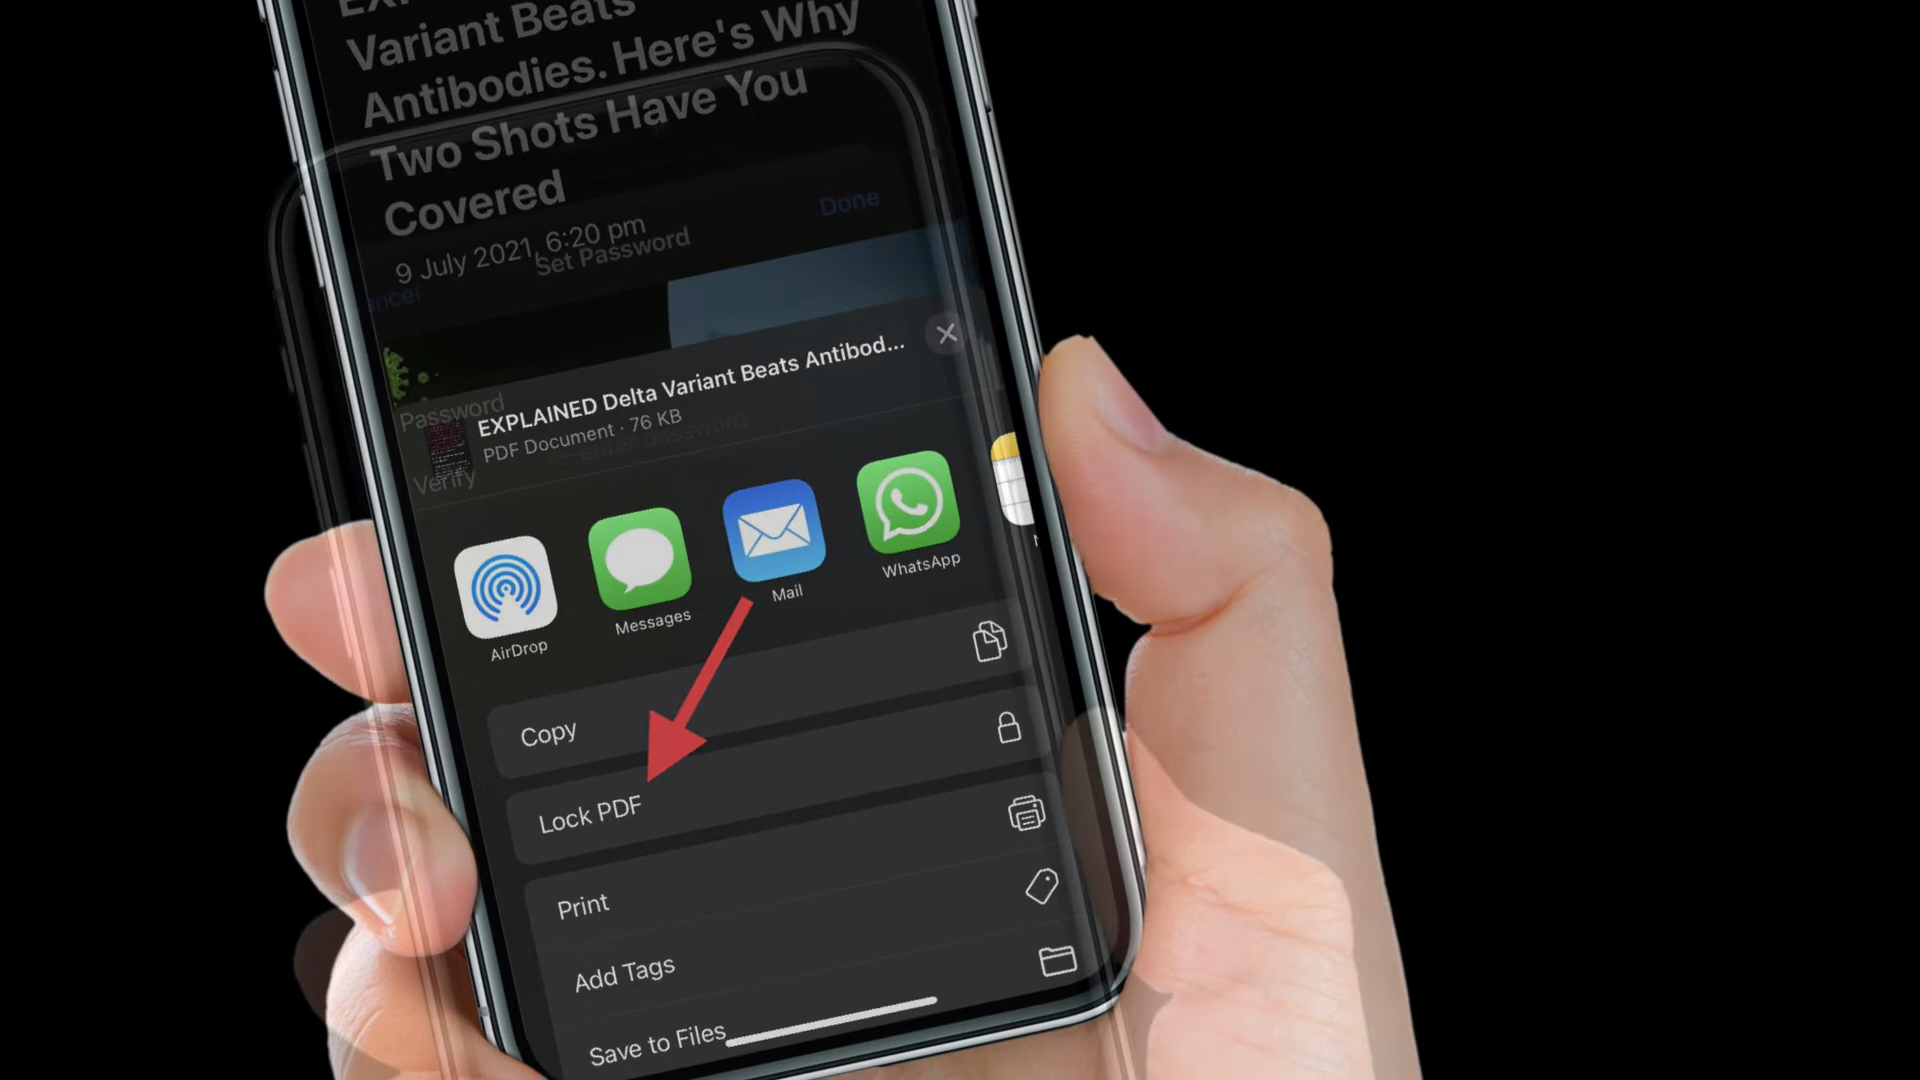 Variant Beats
Antibodies. Here's Why
Two Shots Have You
Covered
9 July 2021, 6:20 pm
Done
Set Password
EXPLAINED Delta Variant Beats Antibod...
PDF Document · 76 KB
Password
Verify
AirDrop
Messages
Mail
WhatsApp
Copy
Lock PDF
Print
Add Tags
Save to Files